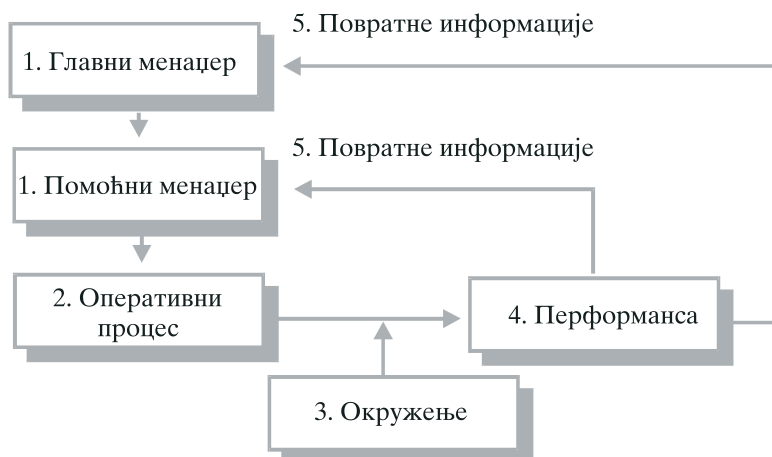 5. Повратне информације
1. Главни менаџер
5. Повратне информације
1. Помоћни менаџер
2. Оперативни
процес
4. Перформанса
3. Окружење